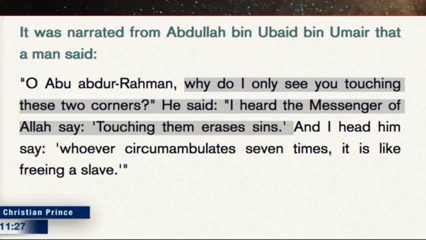 It was narrated from Abdullah bin Ubaid bin Umair that
a man said:
"O Abu abdur-Rahman, why do I only see you touching
these two corners?" He said: "I heard the Messenger of
Allah say: 'Touching them erases sins.' And I head him
say: 'whoever circumambulates seven times, it is like
freeing a slave.'"
Christian Prince
11:27